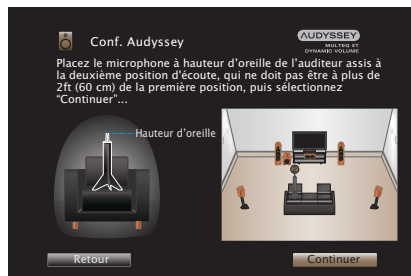 Conf. Audyssey
AUDYSSEY
MULTEQ XT
DYNAMIC VOLUME
Placez le microphone à hauteur d'oreille de l'auditeur assis à
la deuxième position d'écoute, qui ne doit pas être à plus de
2ft (60 cm) de la première position, puis sélectionnez
"Continuer"...
Hauteur d'oreille
Retour
Continuer